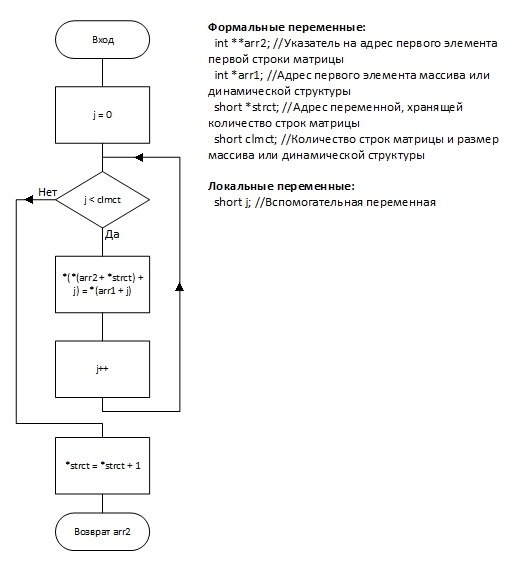 Вход
j = 0
j < clmct
Нет
Да
*(*(arr2 + *strct) +
j) = *(arr1 + j)
j++
*strct = *strct + 1
Возврат arr2
Формальные переменные:
int **arr2; //Указатель на адрес первого элемента
первой строки матрицы
int *arr1; //Адрес первого элемента массива или
динамической структуры
short *strct; //Адрес переменной, хранящей
количество строк матрицы
short clmct; //Количество строк матрицы и размер
массива или динамической структуры
Локальные переменные:
short j; //Вспомогательная переменная